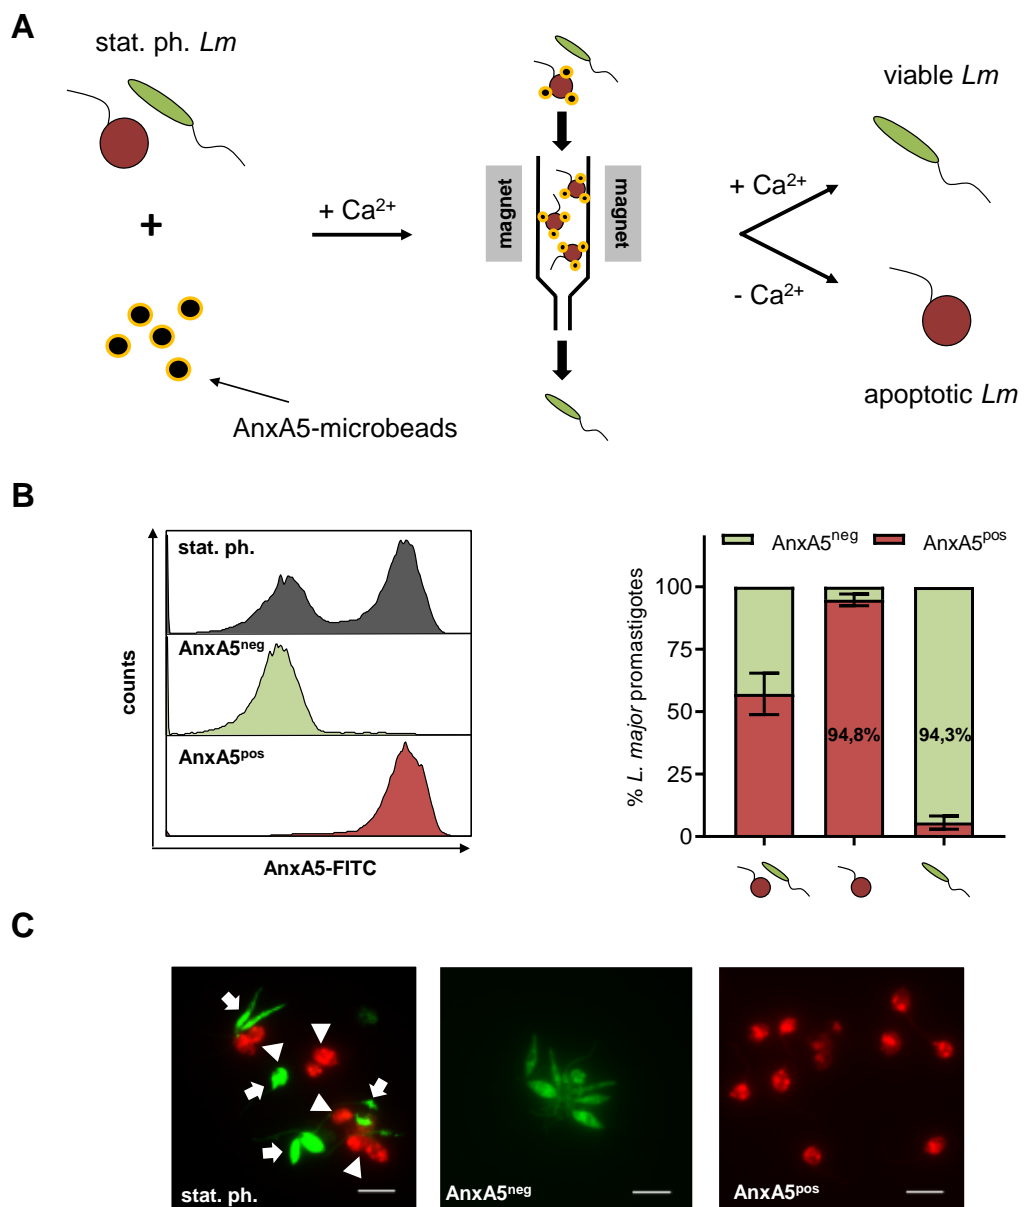 A
stat. ph. Lm
viable Lm
+ Ca2+
magnet
magnet
+ Ca2+
+
- Ca2+
AnxA5-microbeads
apoptotic Lm
B
stat. ph.
AnxA5neg
AnxA5pos
counts
AnxA5-FITC
AnxA5neg AnxA5pos
100
75
50
25
0
% L. major promastigotes
94,8%
94,3%
C
stat. ph.
AnxA5neg
AnxA5pos